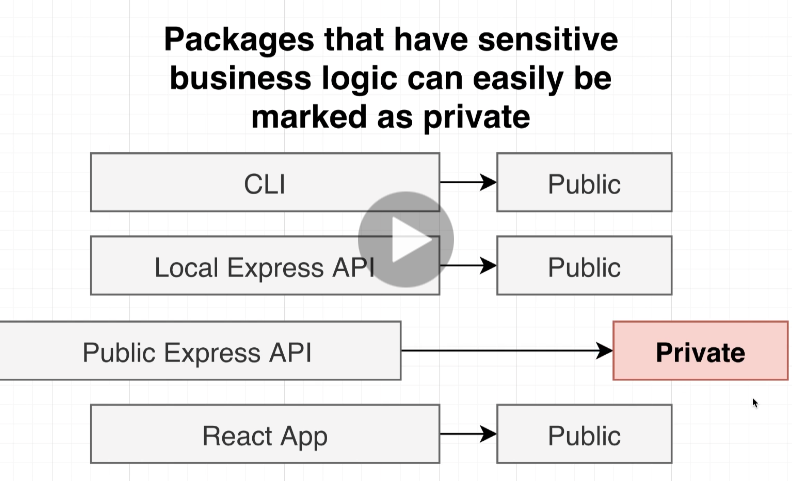 Packages that have sensitive
business logic can easily be
marked as private
CLI
Public
Local Express API
Public
Public Express API
Private
React App
Public